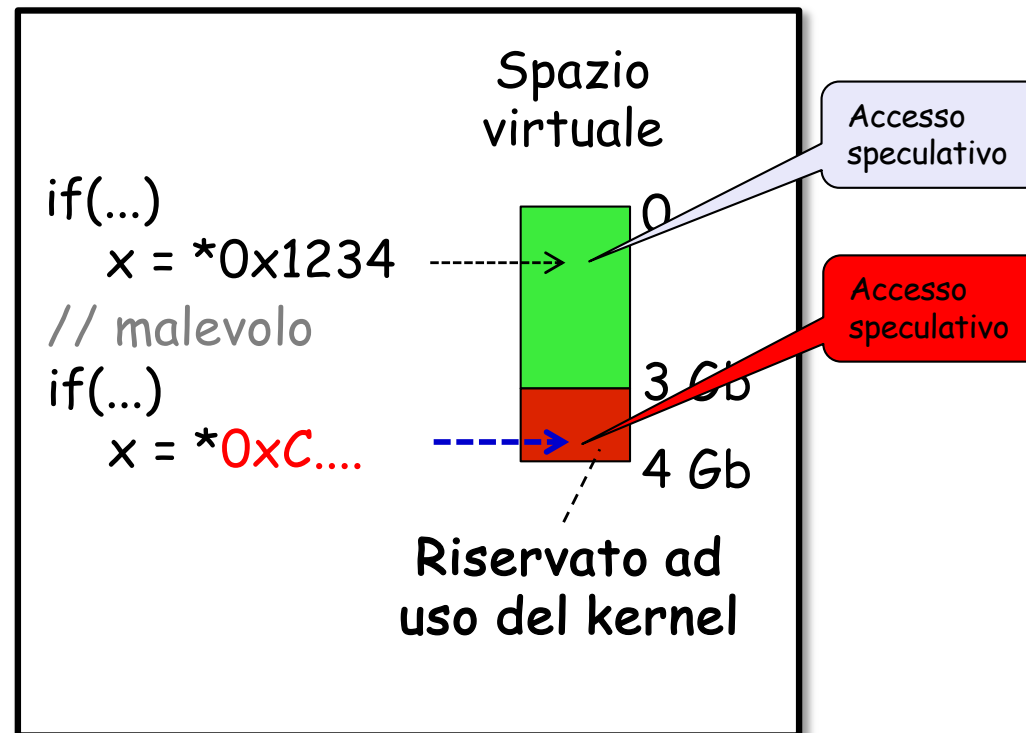 Spazio
virtuale
Accesso
speculativo
if(...)
x = *0x1234
0
// malevolo
Accesso
speculativo
if(...)
3 Gb
x = *0xC....
4 Gb
Riservato ad
uso del kernel